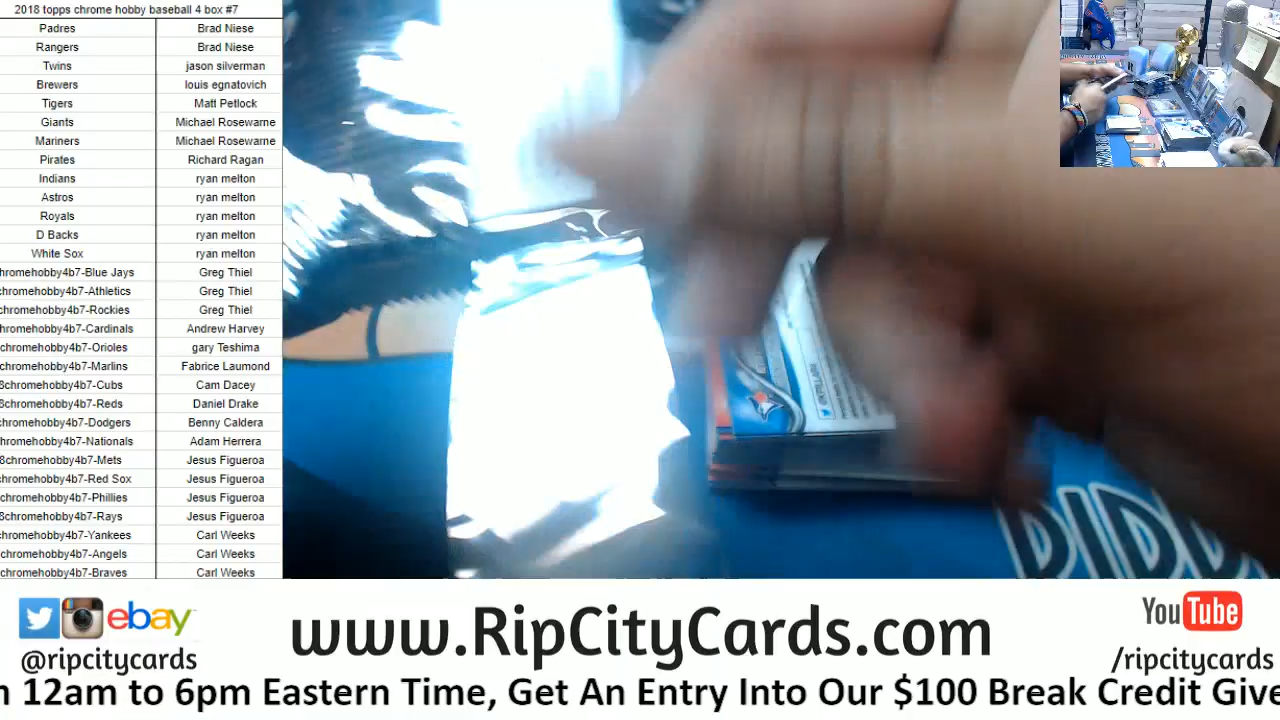 2018 topps chrome hobby baseball 4 box #7
Padres Brad Niese
Rangers Brad Niese
Twins jason silverman
Brewers louis egnatovich
Tigers Matt Petlock
Giants Michael Rosewarne
Mariners Michael Rosewarne
Pirates Richard Ragan
Indians ryan melton
Astros ryan melton
Royals ryan melton
D Backs ryan melton
White Sox ryan melton
hromehobby4b7-Blue Jays Greg Thiel
chromehobby4b7-Athletics Greg Thiel
chromehobby4b7-Rockies Greg Thiel
hromehobby4b7-Cardinals Andrew Harvey
chromehobby4b7-Orioles gary Teshima
chromehobby4b7-Marlins Fabrice Laumond
8chromehobby4b7-Cubs Cam Dacey
8chromehobby4b7-Reds Daniel Drake
chromehobby4b7-Dodgers Benny Caldera
hromehobby4b7-Nationals Adam Herrera
8chromehobby4b7-Mets Jesus Figueroa
chromehobby4b7-Red Sox Jesus Figueroa
chromehobby4b7-Phillies Jesus Figueroa
8chromehobby4b7-Rays Jesus Figueroa
chromehobby4b7-Yankees Carl Weeks
chromehobby4b7-Angels Carl Weeks
chromehobby4b7-Braves Carl Weeks
ebay
@ripcitycards
www.RipCityCards.com
YouTube
/ripcitycards
n 12am to 6pm Eastern Time, Get An Entry Into Our $100 Break Credit Give